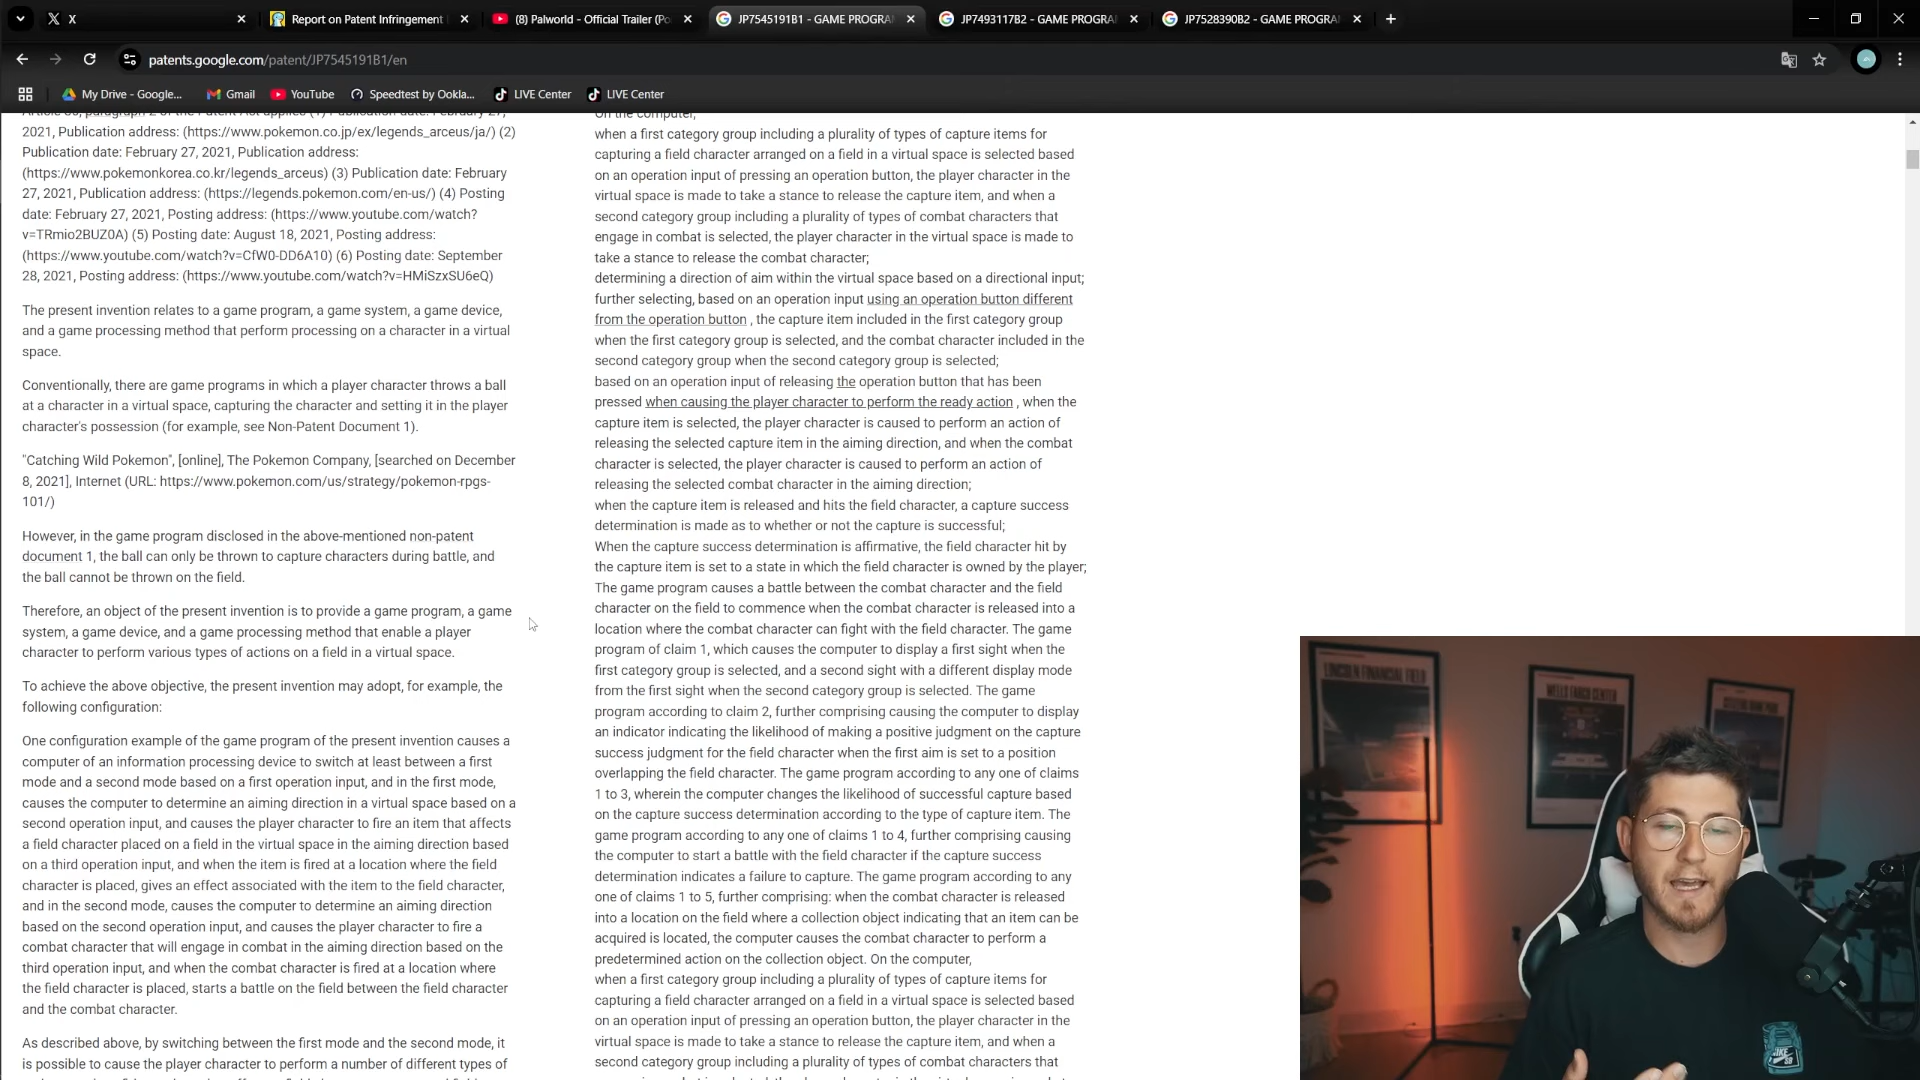 X
Report on Patent Infringement
(8) Palworld - Official Trailer (Po
JP7545191B1 - GAME PROGRA
JP7493117B2 - GAME PROGRA
JP7528390B2 - GAME PROGRA
patents.google.com/patent/JP7545191B1/en
My Drive - Google...
Gmail
YouTube
Speedtest by Ookla...
LIVE Center
LIVE Center
2021, Publication address: (https://www.pokemon.co.jp/ex/legends_arceus/ja/) (2)
Publication date: February 27, 2021, Publication address:
(https://www.pokemonkorea.co.kr/legends_arceus) (3) Publication date: February
27, 2021, Publication address: (https://legends.pokemon.com/en-us/) (4) Posting
date: February 27, 2021, Posting address: (https://www.youtube.com/watch?
v=TRmio2BUZ0A) (5) Posting date: August 18, 2021, Posting address:
(https://www.youtube.com/watch?v=CfW0-DD6A10) (6) Posting date: September
28, 2021, Posting address: (https://www.youtube.com/watch?v=HMiSzxSU6eQ)
The present invention relates to a game program, a game system, a game device,
and a game processing method that perform processing on a character in a virtual
space.
Conventionally, there are game programs in which a player character throws a ball
at a character in a virtual space, capturing the character and setting it in the player
character's possession (for example, see Non-Patent Document 1).
"Catching Wild Pokemon", [online], The Pokemon Company, [searched on December
8, 2021], Internet (URL: https://www.pokemon.com/us/strategy/pokemon-rpgs-
101/)
However, in the game program disclosed in the above-mentioned non-patent
document 1, the ball can only be thrown to capture characters during battle, and
the ball cannot be thrown on the field.
Therefore, an object of the present invention is to provide a game program, a game
system, a game device, and a game processing method that enable a player
character to perform various types of actions on a field in a virtual space.
To achieve the above objective, the present invention may adopt, for example, the
following configuration:
One configuration example of the game program of the present invention causes a
computer of an information processing device to switch at least between a first
mode and a second mode based on a first operation input, and in the first mode,
causes the computer to determine an aiming direction in a virtual space based on a
second operation input, and causes the player character to fire an item that affects
a field character placed on a field in the virtual space in the aiming direction based
on a third operation input, and when the item is fired at a location where the field
character is placed, gives an effect associated with the item to the field character,
and in the second mode, causes the computer to determine an aiming direction
based on the second operation input, and causes the player character to fire a
combat character that will engage in combat in the aiming direction based on the
third operation input, and when the combat character is fired at a location where
the field character is placed, starts a battle on the field between the field character
and the combat character.
As described above, by switching between the first mode and the second mode, it
is possible to cause the player character to perform a number of different types of
On the computer,
when a first category group including a plurality of types of capture items for
capturing a field character arranged on a field in a virtual space is selected based
on an operation input of pressing an operation button, the player character in the
virtual space is made to take a stance to release the capture item, and when a
second category group including a plurality of types of combat characters that
engage in combat is selected, the player character in the virtual space is made to
take a stance to release the combat character;
determining a direction of aim within the virtual space based on a directional input;
further selecting, based on an operation input using an operation button different
from the operation button , the capture item included in the first category group
when the first category group is selected, and the combat character included in the
second category group when the second category group is selected;
based on an operation input of releasing the operation button that has been
pressed when causing the player character to perform the ready action , when the
capture item is selected, the player character is caused to perform an action of
releasing the selected capture item in the aiming direction, and when the combat
character is selected, the player character is caused to perform an action of
releasing the selected combat character in the aiming direction;
when the capture item is released and hits the field character, a capture success
determination is made as to whether or not the capture is successful;
When the capture success determination is affirmative, the field character hit by
the capture item is set to a state in which the field character is owned by the player;
The game program causes a battle between the combat character and the field
character on the field to commence when the combat character is released into a
location where the combat character can fight with the field character. The game
program of claim 1, which causes the computer to display a first sight when the
first category group is selected, and a second sight with a different display mode
from the first sight when the second category group is selected. The game
program according to claim 2, further comprising causing the computer to display
an indicator indicating the likelihood of making a positive judgment on the capture
success judgment for the field character when the first aim is set to a position
overlapping the field character. The game program according to any one of claims
1 to 3, wherein the computer changes the likelihood of successful capture based
on the capture success determination according to the type of capture item. The
game program according to any one of claims 1 to 4, further comprising causing
the computer to start a battle with the field character if the capture success
determination indicates a failure to capture. The game program according to any
one of claims 1 to 5, further comprising: when the combat character is released
into a location on the field where a collection object indicating that an item can be
acquired is located, the computer causes the combat character to perform a
predetermined action on the collection object. On the computer,
when a first category group including a plurality of types of capture items for
capturing a field character arranged on a field in a virtual space is selected based
on an operation input of pressing an operation button, the player character in the
virtual space is made to take a stance to release the capture item, and when a
second category group including a plurality of types of combat characters that
LINCOLN FINANCIAL FIELD
WELLS FARGO CENTER